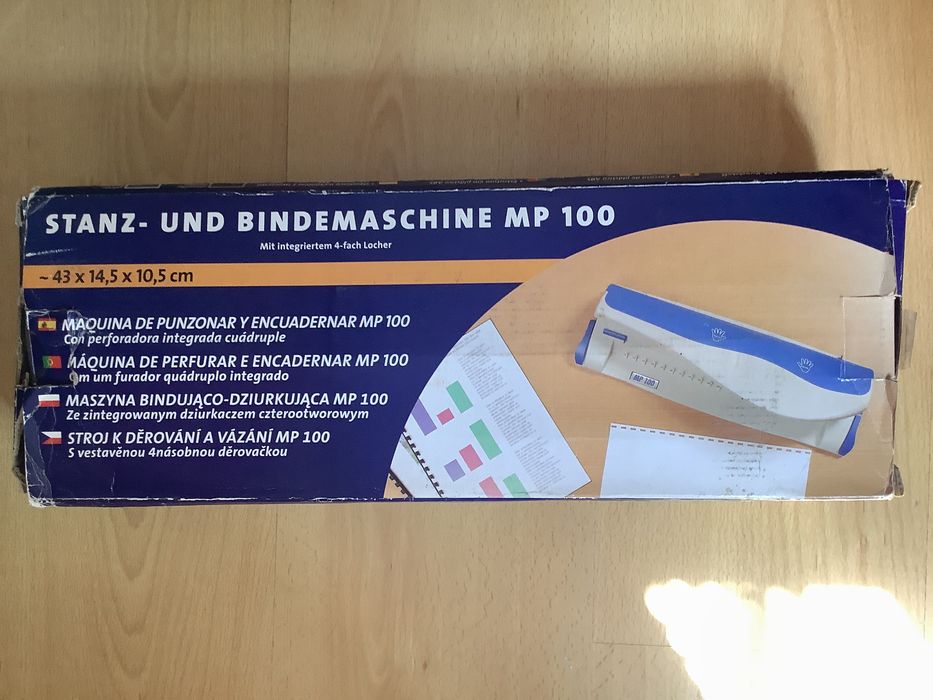 STANZ- UND BINDEMASCHINE MP 100
Mit integriertem 4-fach Locher
~ 43 x 14,5 x 10,5 cm
MAQUINA DE PUNZONAR Y ENCUADERNAR MP 100
Con perforadora integrada cuádruple
MÁQUINA DE PERFURAR E ENCADERNAR MP 100
om um furador quádruplo integrado
MASZYNA BINDUJĄCO-DZIURKUJĄCA MP 100
Ze zintegrowanym dziurkaczem czterootworowym
STROJ K DĚROVÁNÍ A VÁZÁNÍ MP 100
S vestavěnou 4násobnou děrovačkou
MP 100